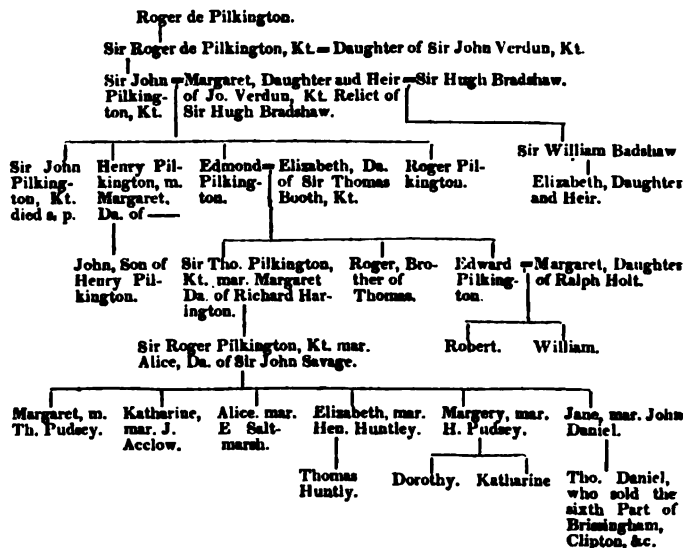 Roger de Pilkington.
Sir Roger de Pilkington, Kt. = Daughter of Sir John Verdun, Kt.
Sir John Pilking-ton, Kt. = Margaret, Daughter and Heir = Sir Hugh Bradshaw.
of Jo. Verdun, Kt. Relict of
Sir Hugh Bradshaw.
Sir William Badshaw
Elizabeth, Daughter
and Heir.
Sir John
Pilking-
ton, Kt.
died s. p.
Henry Pil-
kington, m.
Margaret,
Da. of ——
Edmond
Pilking-
ton.
=
Elizabeth, Da.
of Sir Thomas
Booth, Kt.
Roger Pil-
kington.
John, Son of
Henry Pil-
kington.
Sir Tho. Pilkington,
Kt. mar. Margaret
Da. of Richard Har-
ington.
Roger, Bro-
ther of
Thomas.
Edward
Pilking-
ton.
=
Margaret, Daughter
of Ralph Holt.
Sir Roger Pilkington, Kt. mar.
Alice, Da. of Sir John Savage.
Robert.
William.
Margaret, m.
Th. Pudsey.
Katharine,
mar. J.
Acclow.
Alice. mar.
E Salt-
marsh.
Elizabeth, mar.
Hen. Huntley.
Margery, mar.
H. Pudsey.
Jane, mar. John
Daniel.
Thomas
Huntly.
Dorothy.
Katharine
Tho. Daniel,
who sold the
sixth Part of
Brissingham,
Clipton, &c.